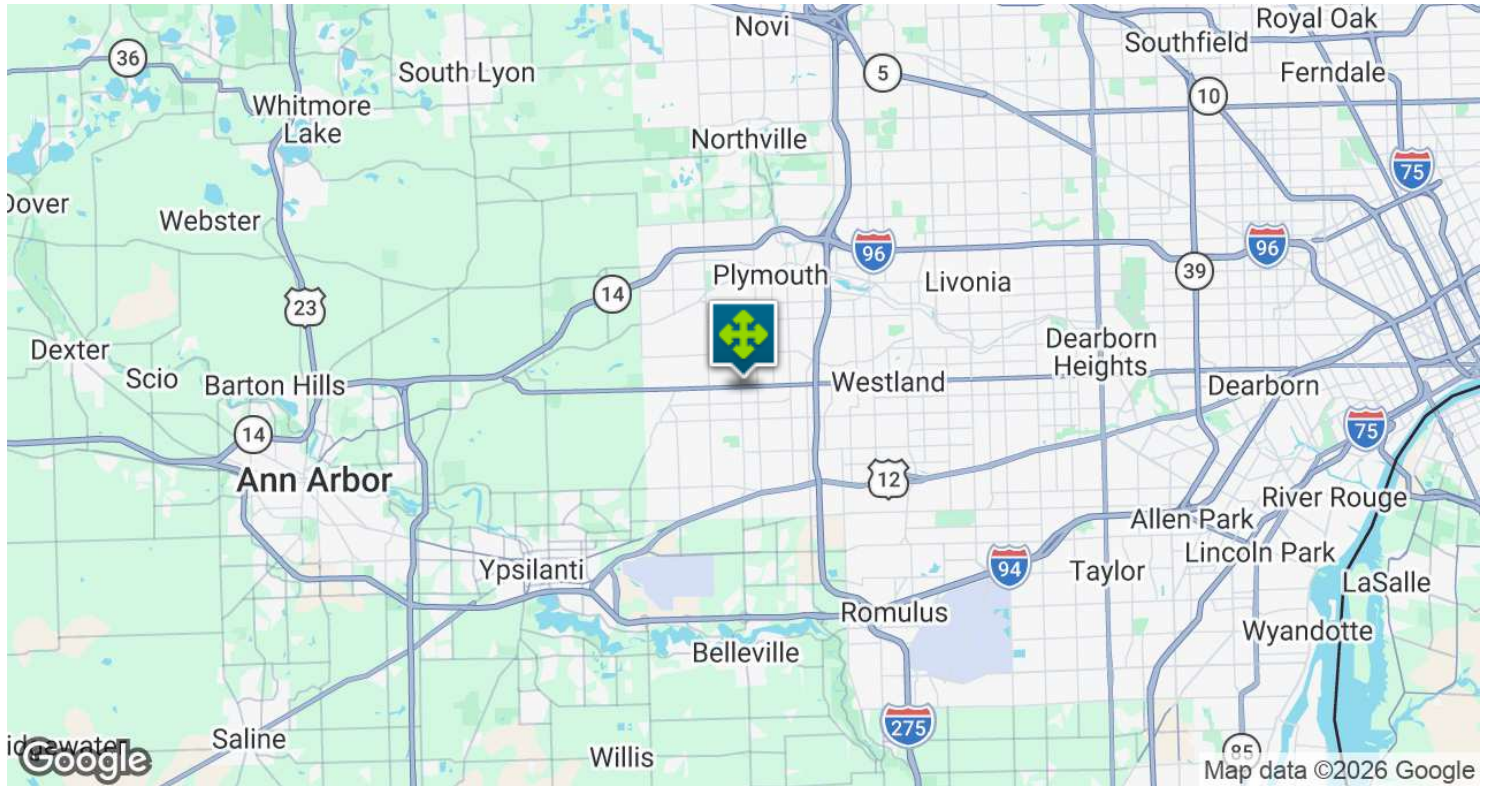 Novi
Royal Oak
Southfield
36
South Lyon
5
Ferndale
10
Whitmore
Lake
Northville
75
Dover
Webster
96
96
Plymouth
39
Livonia
14
23
Dearborn
Heights
Dexter
Scio
Barton Hills
Westland
Dearborn
14
75
Ann Arbor
12
River Rouge
Allen Park
Lincoln Park
Ypsilanti
94
Taylor
LaSalle
Romulus
Wyandotte
Belleville
275
Saline
idgewater
Willis
85
Google
Map data ©2026 Google